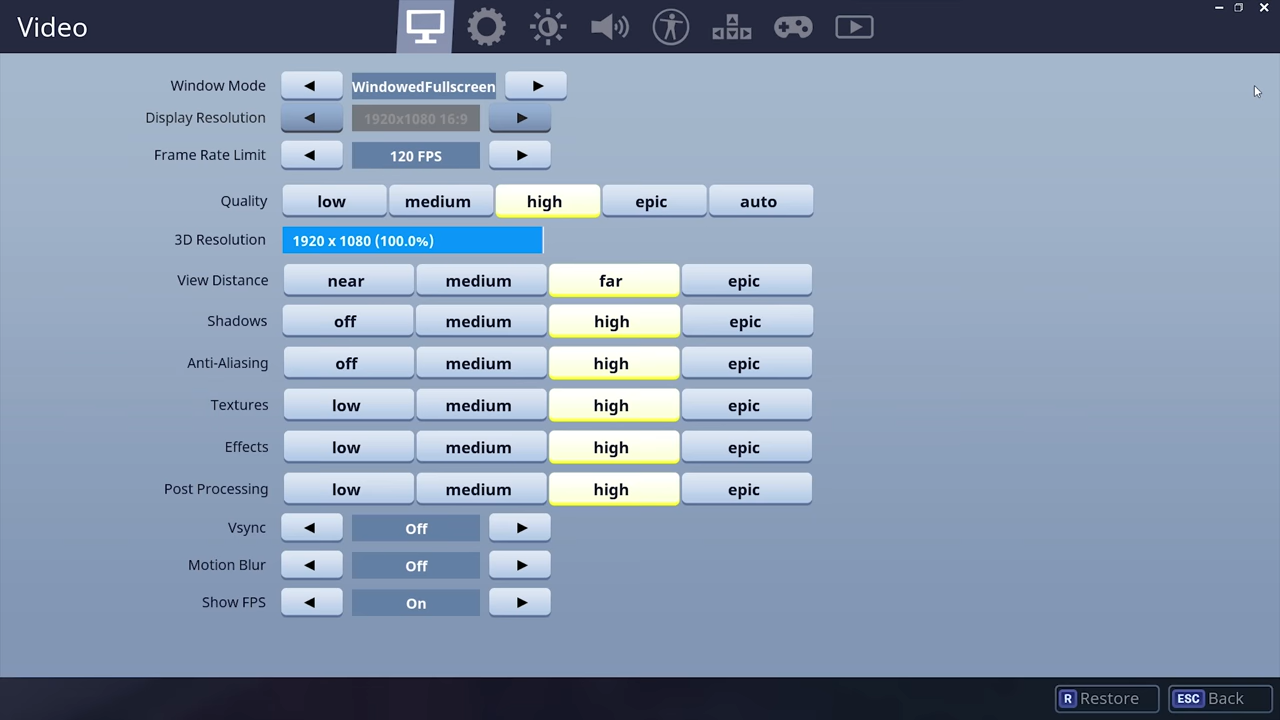 Video
Window Mode WindowedFullscreen
Display Resolution 1920x1080 16:9
Frame Rate Limit 120 FPS
Quality low medium high epic auto
3D Resolution 1920 x 1080 (100.0%)
View Distance near medium far epic
Shadows off medium high epic
Anti-Aliasing off medium high epic
Textures low medium high epic
Effects low medium high epic
Post Processing low medium high epic
Vsync Off
Motion Blur Off
Show FPS On
R Restore ESC Back